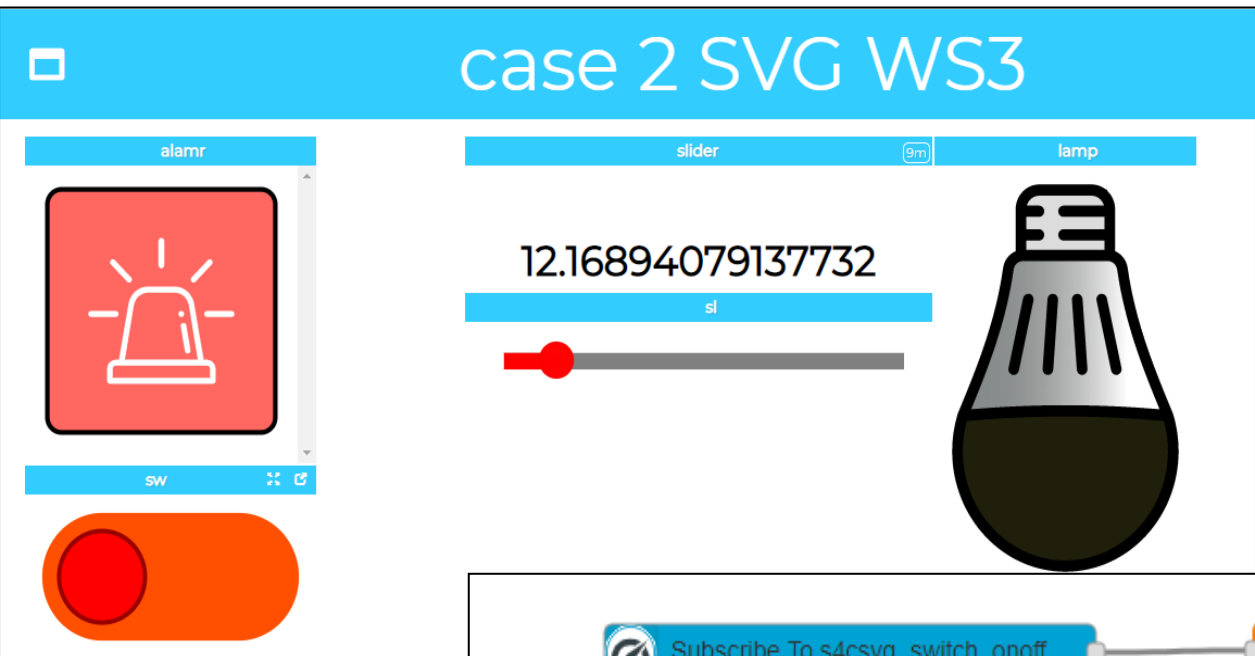 case 2 SVG WS3
alamr
slider
9m
lamp
12.16894079137732
sl
sw
Subscribe To s4csvg_switch_onoff